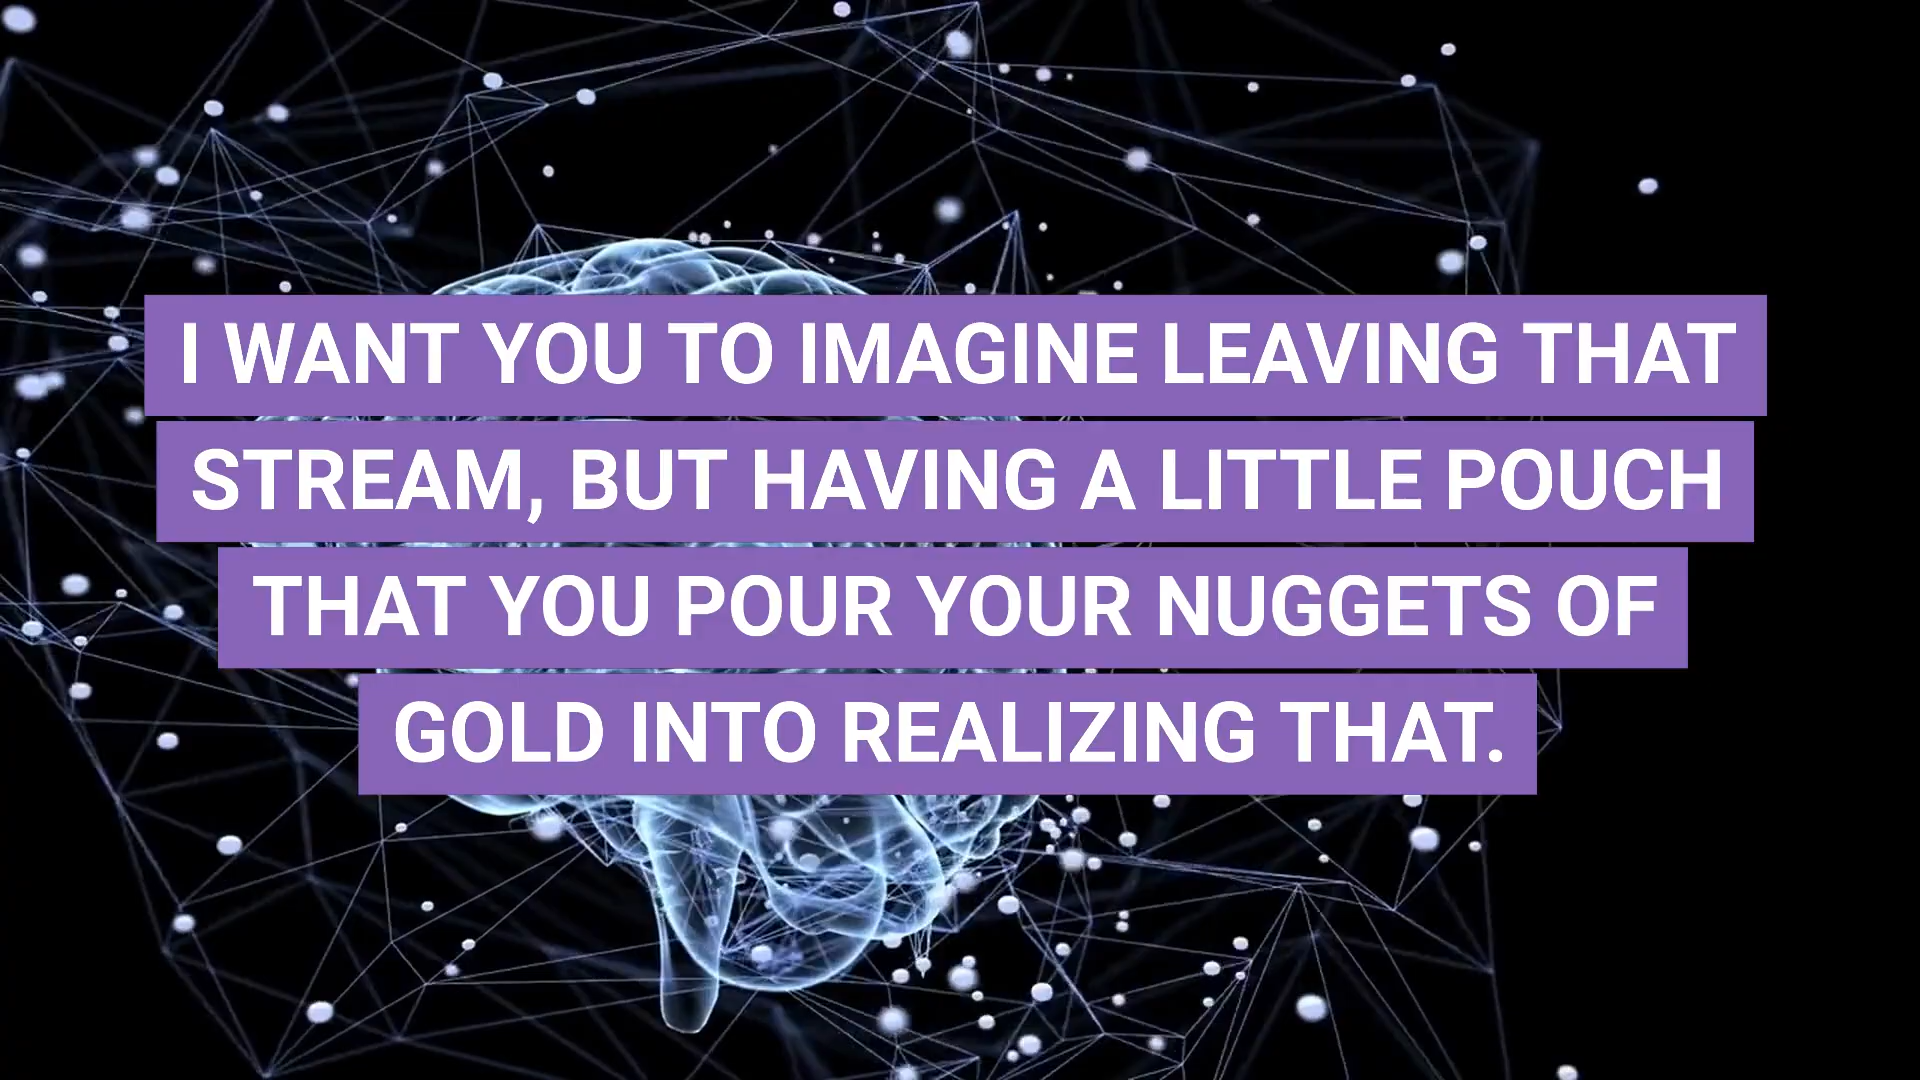 I WANT YOU TO IMAGINE LEAVING THAT
STREAM, BUT HAVING A LITTLE POUCH
THAT YOU POUR YOUR NUGGETS OF
GOLD INTO REALIZING THAT.